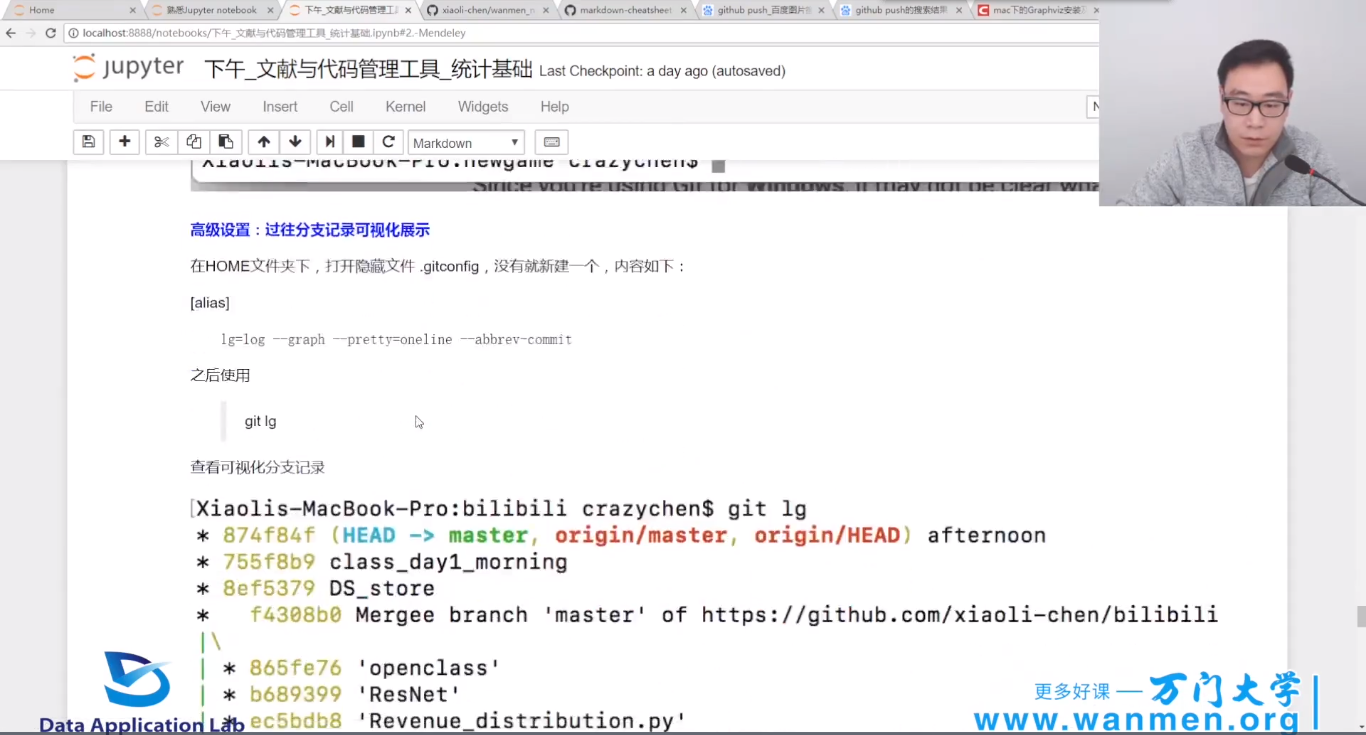 Home
熟悉Jupyter notebook
下午_文献与代码管理工具
xiaoli-chen/wanmen_n
markdown-cheatsheet
github push_百度图片
github push的搜索结果
mac下的Graphviz安装
localhost:8888/notebooks/下午_文献与代码管理工具_统计基础.ipynb#2.-Mendeley
jupyter 下午_文献与代码管理工具_统计基础 Last Checkpoint: a day ago (autosaved)
File Edit View Insert Cell Kernel Widgets Help
Markdown
Xiaolis-MacBook-Pro:newgame crazychen$
Since you're using Git for Windows, it may not be clear
高级设置：过往分支记录可视化展示
在HOME文件夹下，打开隐藏文件 .gitconfig，没有就新建一个，内容如下：
[alias]
lg=log --graph --pretty=oneline --abbrev-commit
之后使用
git lg
查看可视化分支记录
[Xiaolis-MacBook-Pro:bilibili crazychen$ git lg
* 874f84f (HEAD -> master, origin/master, origin/HEAD) afternoon
* 755f8b9 class_day1_morning
* 8ef5379 DS_store
* f4308b0 Mergee branch 'master' of https://github.com/xiaoli-chen/bilibili
|\
| * 865fe76 'openclass'
| * b689399 'ResNet'
| * ec5bdb8 'Revenue_distribution.py'
Data Application Lab
更多好课 — 万门大学
www.wanmen.org